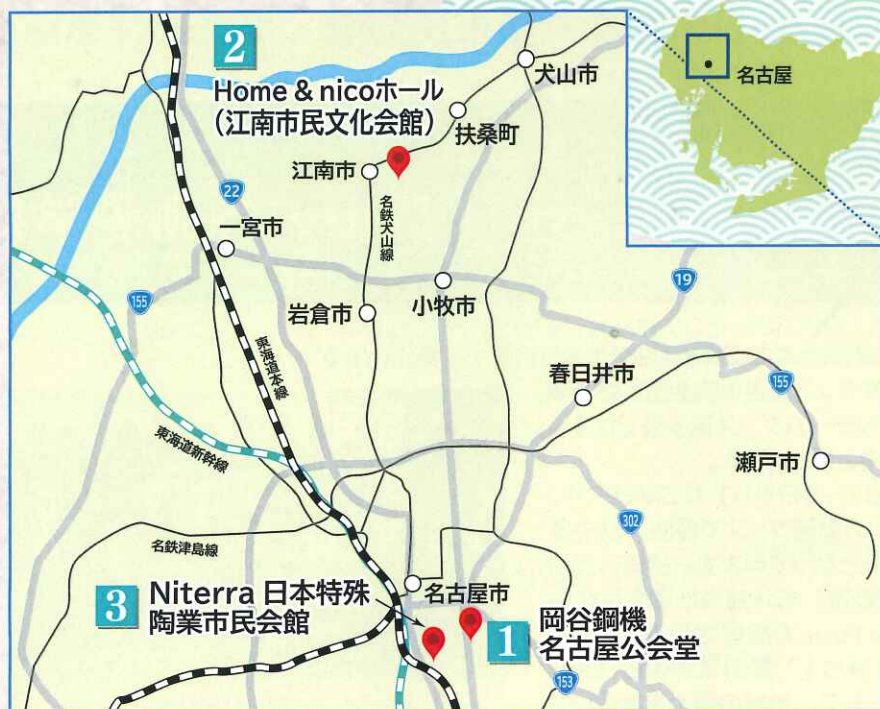 2
Home & nicoホール
(江南市民文化会館)
犬山市
扶桑町
江南市
名古屋
22
名鉄犬山線
一宮市
19
155
岩倉市
小牧市
東海道本線
春日井市
155
東海道新幹線
瀬戸市
302
名鉄津島線
3
Niterra 日本特殊
陶業市民会館
名古屋市
1
岡谷鋼機
名古屋公会堂
153